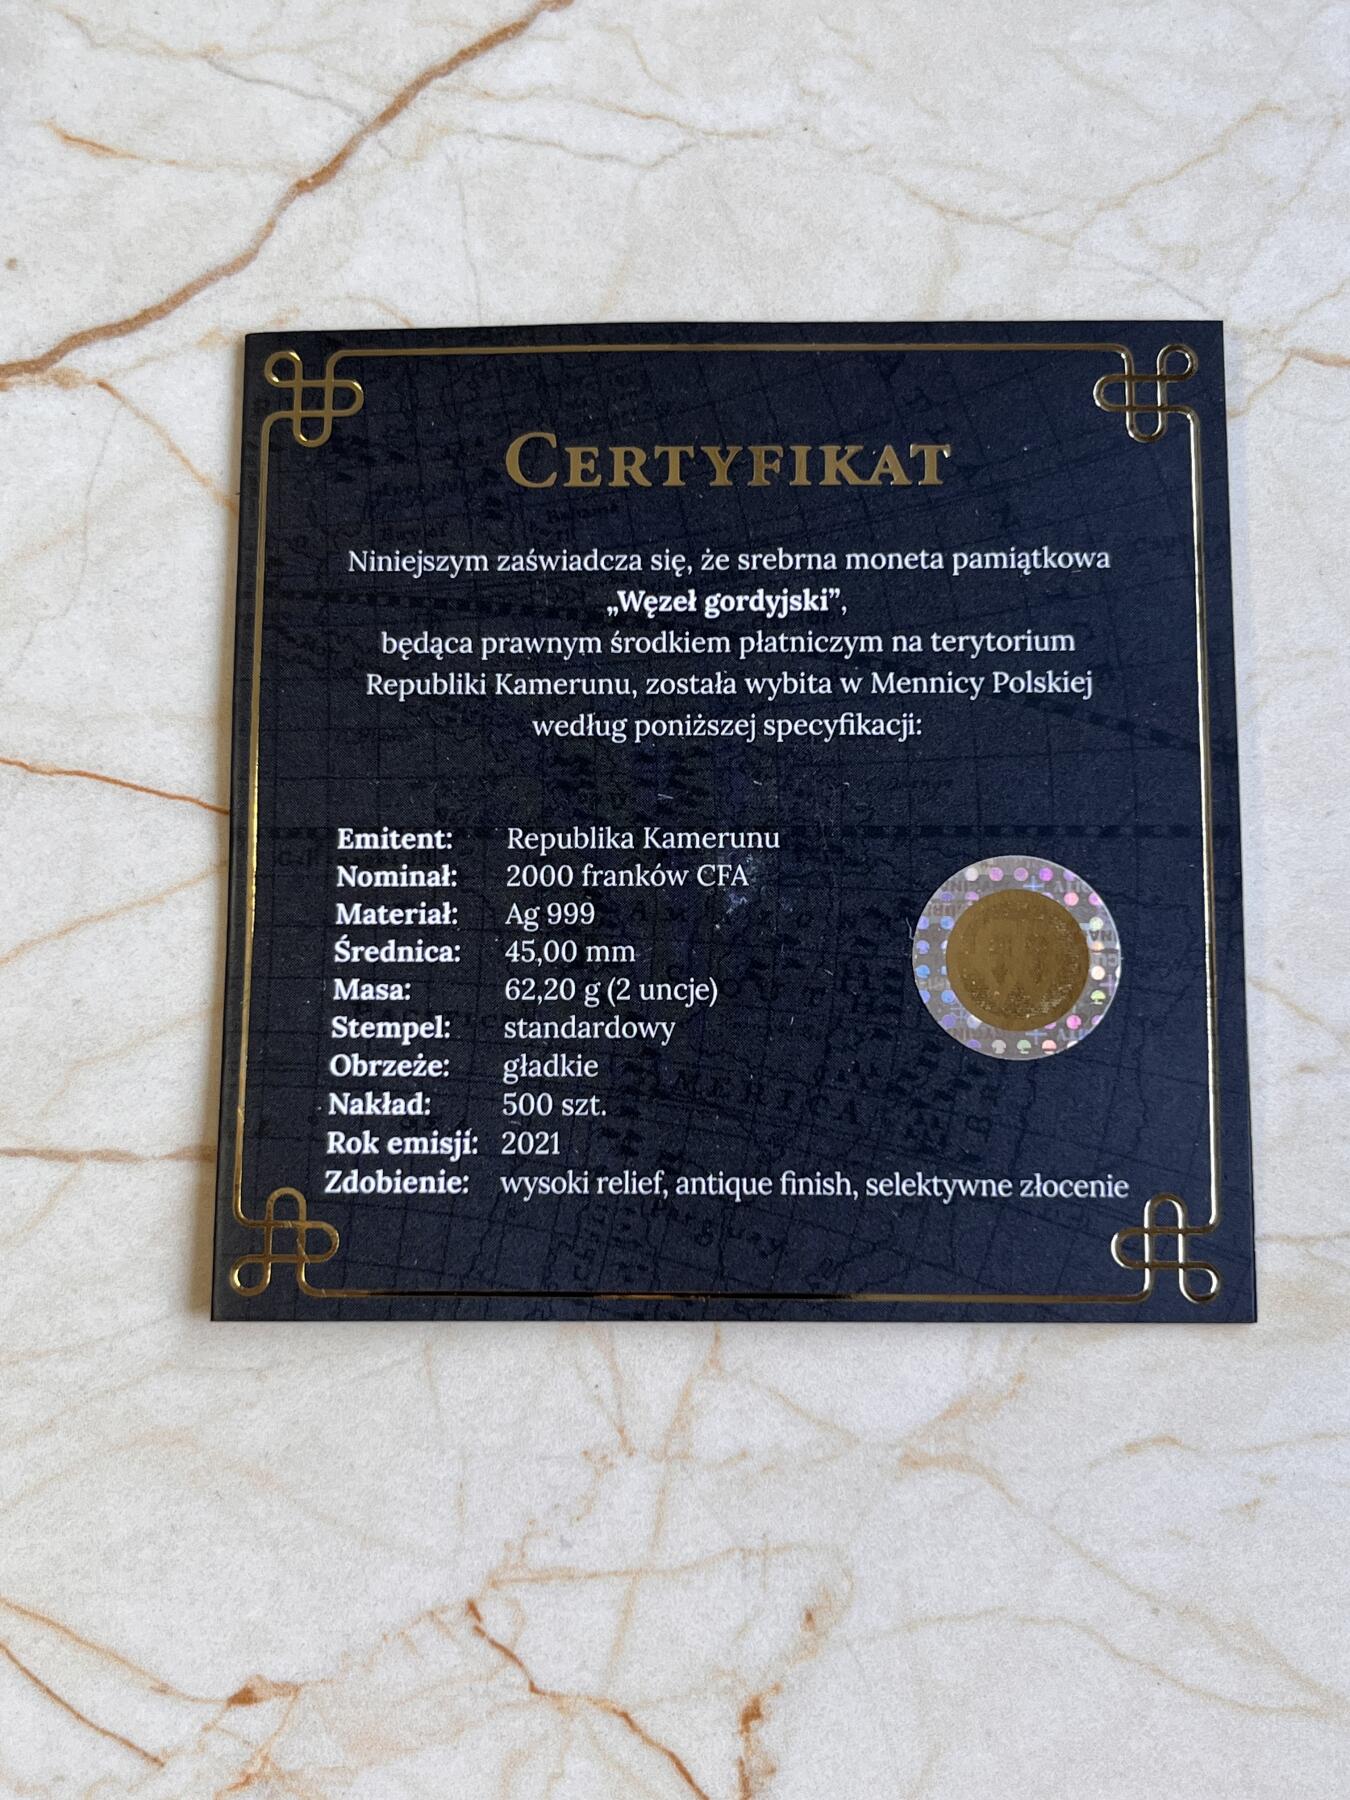 CERTYFIKAT
Niniejszym zaświadcza się, że srebrna moneta pamiątkowa
„Węzeł gordyjski”,
będąca prawnym środkiem płatniczym na terytorium
Republiki Kamerunu, została wybita w Mennicy Polskiej
według poniższej specyfikacji:
Emitent: Republika Kamerunu
Nominał: 2000 franków CFA
Materiał: Ag 999
Średnica: 45,00 mm
Masa: 62,20 g (2 uncje)
Stempel: standardowy
Obrzeże: gładkie
Nakład: 500 szt.
Rok emisji: 2021
Zdobienie: wysoki relief, antique finish, selektywne złocenie